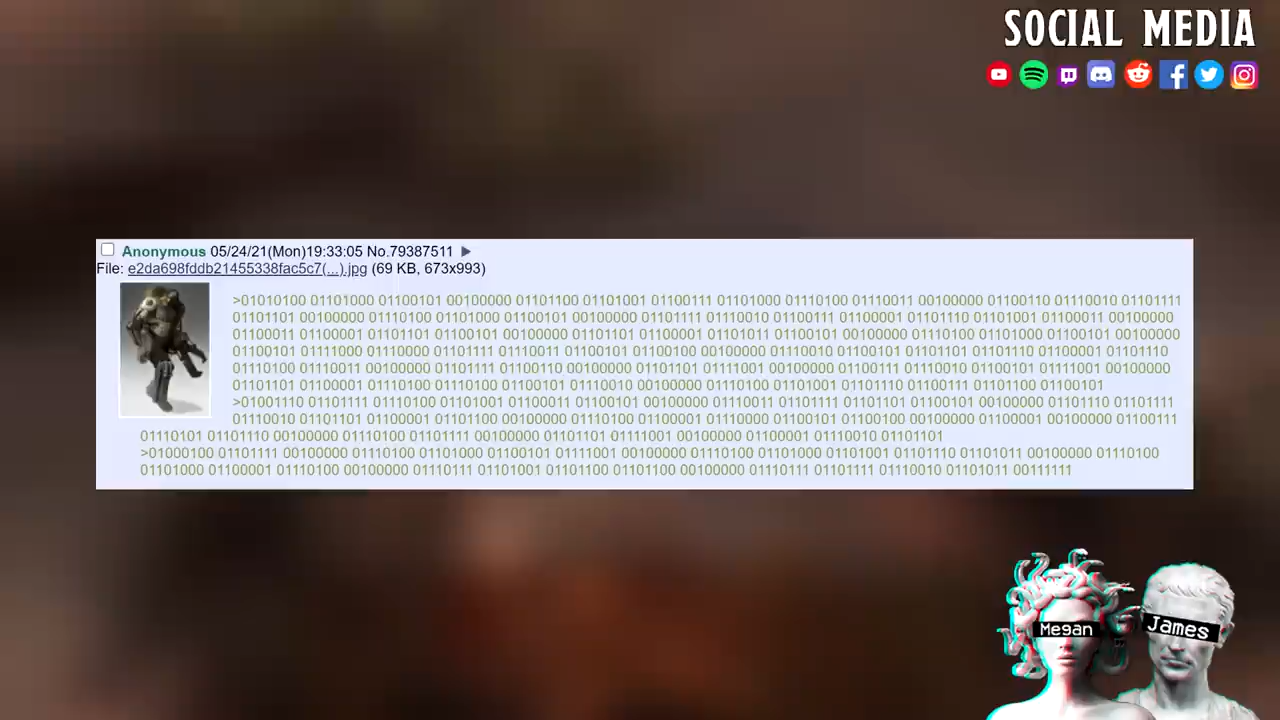 SOCIAL MEDIA
Anonymous 05/24/21(Mon)19:33:05 No.79387511 ▶
File: e2da698fddb21455338fac5c7(...).jpg (69 KB, 673x993)
>01010100 01101000 01100101 00100000 01101100 01101001 01100111 01101000 01110100 01110011 00100000 01100110 01110010 01101111
01101101 00100000 01110100 01101000 01100101 00100000 01101111 01110010 01100111 01100001 01101110 01101001 01100011 00100000
01100011 01100001 01101101 01100101 00100000 01101101 01100001 01101011 01100101 00100000 01110100 01101000 01100101 00100000
01100101 01111000 01110000 01101111 01110011 01100101 01100100 00100000 01110010 01100101 01101101 01101110 01100001 01101110
01110100 01110011 00100000 01101111 01100110 00100000 01101101 01111001 00100000 01100111 01110010 01100101 01111001 00100000
01101101 01100001 01110100 01110100 01100101 01110010 00100000 01110100 01101001 01101110 01100111 01101100 01100101
>01001110 01101111 01110100 01101001 01100011 01100101 00100000 01110011 01101111 01101101 01100101 00100000 01101110 01101111
01110010 01101101 01100001 01101100 00100000 01110100 01100001 01110000 01100101 01100100 00100000 01100001 00100000 01100111
01110101 01101110 00100000 01110100 01101111 00100000 01101101 01111001 00100000 01100001 01110010 01101101
>01000100 01101111 00100000 01110100 01101000 01100101 01111001 00100000 01110100 01101000 01101001 01101110 01101011 00100000 01110100
01101000 01100001 01110100 00100000 01110111 01101001 01101100 01101100 00100000 01110111 01101111 01110010 01101011 00111111
Megan
James